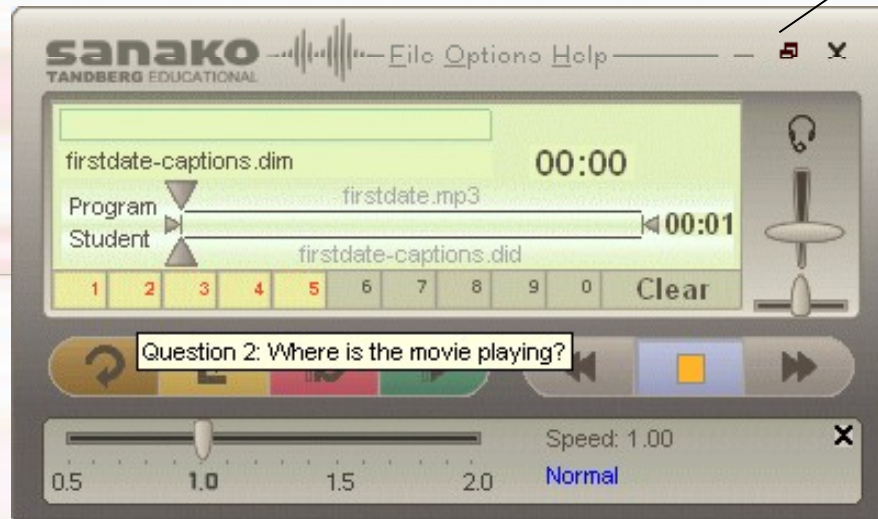 sanako File Options Help
TANDBERG EDUCATIONAL
firstdate-captions.dim 00:00
Program firstdate.mp3
00:01
Student firstdate-captions.did
1 2 3 4 5 6 7 8 9 0 Clear
Question 2: Where is the movie playing?
Speed: 1.00
0.5 1.0 1.5 2.0 Normal